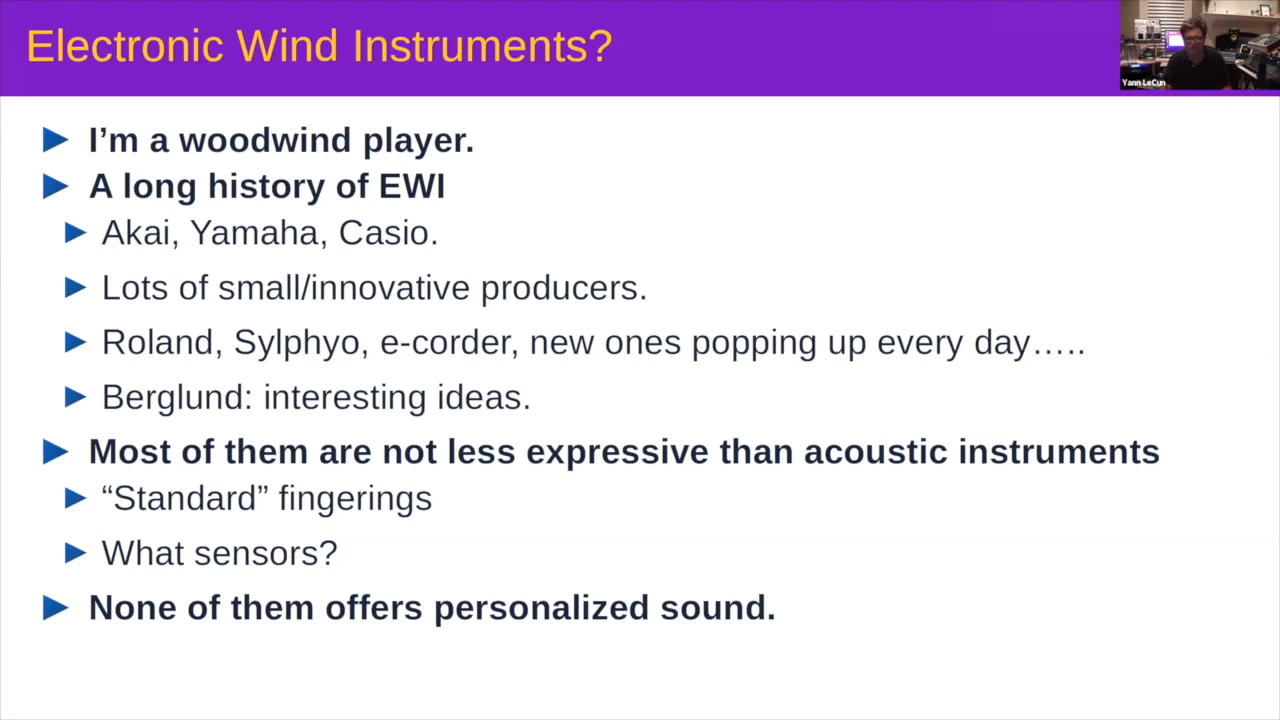 Electronic Wind Instruments?
Yann LeCun
I’m a woodwind player.
A long history of EWI
Akai, Yamaha, Casio.
Lots of small/innovative producers.
Roland, Sylphyo, e-corder, new ones popping up every day…..
Berglund: interesting ideas.
Most of them are not less expressive than acoustic instruments
“Standard” fingerings
What sensors?
None of them offers personalized sound.